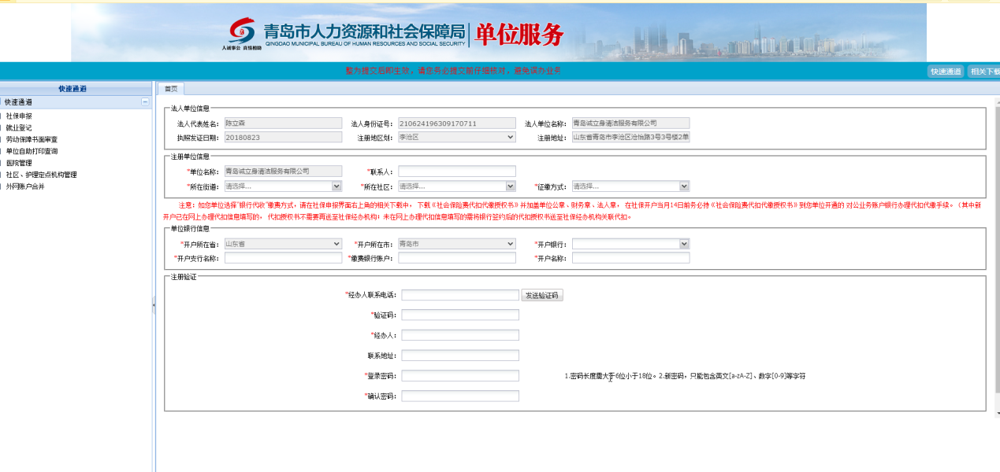 人诚事公 真情相助
青岛市人力资源和社会保障局 单位服务
QINGDAO MUNICIPAL BUREAU OF HUMAN RESOURCES AND SOCIAL SECURITY
整为提交后即生效，请您务必提交前仔细核对，避免误办业务
快速通道 相关下载
快速通道
快速通道
社保申报
就业登记
劳动保障书面审查
单位自助打印查询
医院管理
社区、护理定点机构管理
外网账户合并
首页
法人单位信息
法人代表姓名： 陈立霖 法人身份证号： 210624196309170711 法人单位名称： 青岛诚立身清洁服务有限公司
执照发证日期： 20180823 注册地区划： 李沧区 注册地址： 山东省青岛市李沧区沧怡路3号3号楼2单
注册单位信息
*单位名称： 青岛诚立身清洁服务有限公司 *联系人：
*所在街道： 请选择... *所在社区： 请选择... *征缴方式： 请选择...
注意：如您单位选择"银行代收"缴费方式，请在社保申报界面右上角的相关下载中， 下载《社会保险费代扣代缴授权书》并加盖单位公章、财务章、法人章， 在社保开户当月14日前务必持《社会保险费代扣代缴授权书》到您单位开通的 对公业务账户银行办理代扣代缴手续。（其中新
开户已在网上办理代扣信息填写的， 代扣授权书不需要再送至社保经办机构；未在网上办理代扣信息填写的需将银行签约后的代扣授权书送至社保经办机构关联代扣。
单位银行信息
*开户所在省： 山东省 *开户所在市： 青岛市 *开户银行：
*开户支行名称： *缴费银行账户： *开户名称：
注册验证
*经办人联系电话： 发送验证码
*验证码：
*经办人：
联系地址：
*登录密码： 1.密码长度需大于6位小于18位。2.新密码，只能包含英文[a-zA-Z]、数字[0-9]等字符
*确认密码：